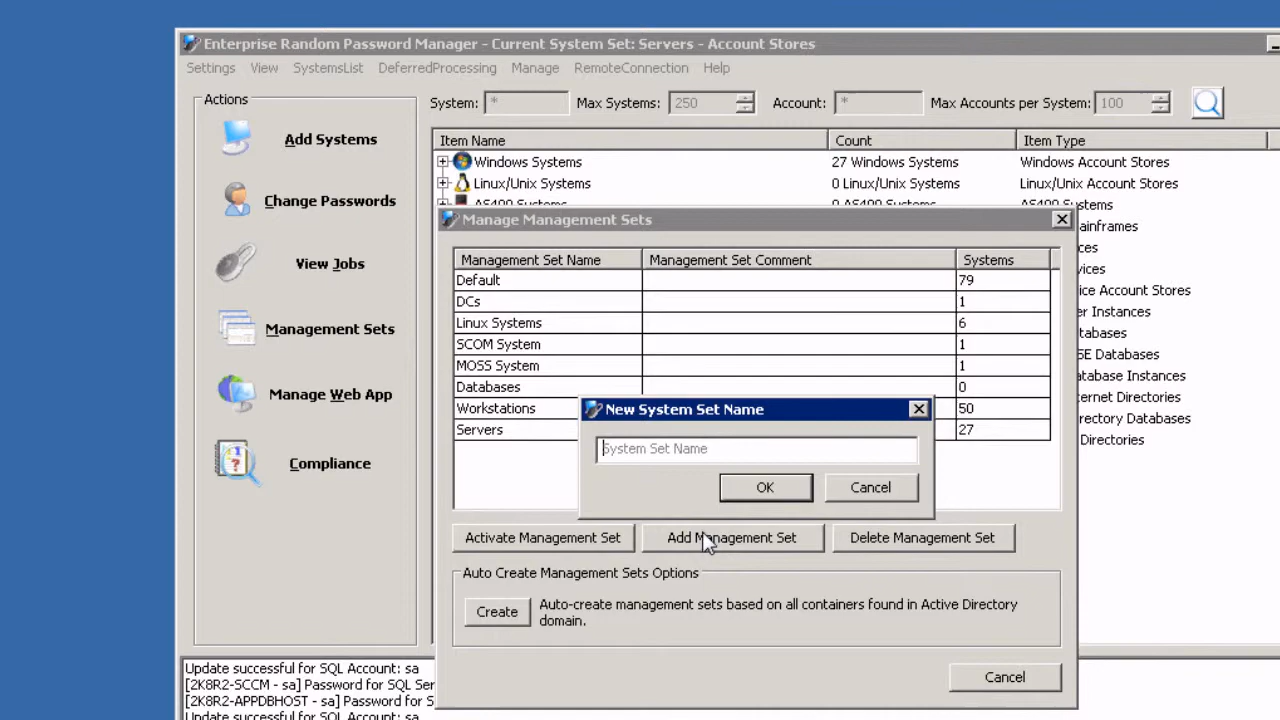 Enterprise Random Password Manager - Current System Set: Servers - Account Stores
Settings View SystemsList DeferredProcessing Manage RemoteConnection Help
Actions
Add Systems
Change Passwords
View Jobs
Management Sets
Manage Web App
Compliance
System: * Max Systems: 250 Account: * Max Accounts per System: 100
Item Name Count Item Type
Windows Systems 27 Windows Systems Windows Account Stores
Linux/Unix Systems 0 Linux/Unix Systems Linux/Unix Account Stores
AS400 Systems 0 AS400 Systems AS400 Account Stores
ainframes
ces
vices
ice Account Stores
er Instances
tabases
SE Databases
atabase Instances
ternet Directories
rectory Databases
Directories
Manage Management Sets
Management Set Name Management Set Comment Systems
Default 79
DCs 1
Linux Systems 6
SCOM System 1
MOSS System 1
Databases 0
Workstations 50
Servers 27
New System Set Name
System Set Name
OK Cancel
Activate Management Set Add Management Set Delete Management Set
Auto Create Management Sets Options
Create Auto-create management sets based on all containers found in Active Directory
domain.
Cancel
Update successful for SQL Account: sa
[2K8R2-SCCM - sa] Password for SQL Ser
[2K8R2-APPDBHOST - sa] Password for S
Update successful for SQL Account: sa